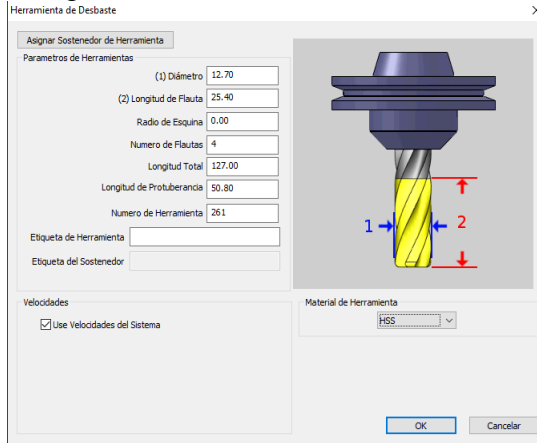 Herramienta de Desbaste
Asignar Sostenedor de Herramienta
Parametros de Herramientas
(1) Diámetro 12.70
(2) Longitud de Flauta 25.40
Radio de Esquina 0.00
Numero de Flautas 4
Longitud Total 127.00
Longitud de Protuberancia 50.80
Numero de Herramienta 261
Etiqueta de Herramienta
Etiqueta del Sostenedor
1
2
Velocidades
Use Velocidades del Sistema
Material de Herramienta
HSS
OK Cancelar